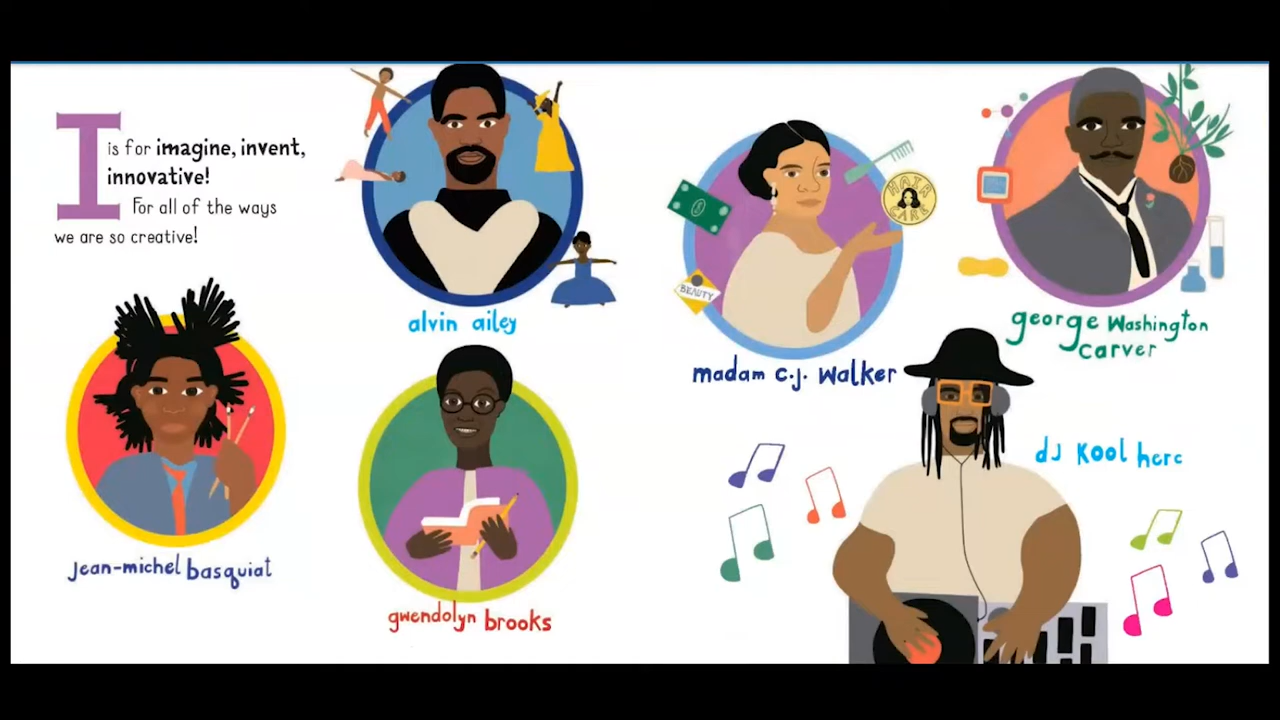 I is for imagine, invent,
innovative!
For all of the ways
we are so creative!
alvin ailey
jean-michel basquiat
gwendolyn brooks
BEAUTY
HAIR
CARE
madam c.j. walker
george washington
carver
dj kool herc